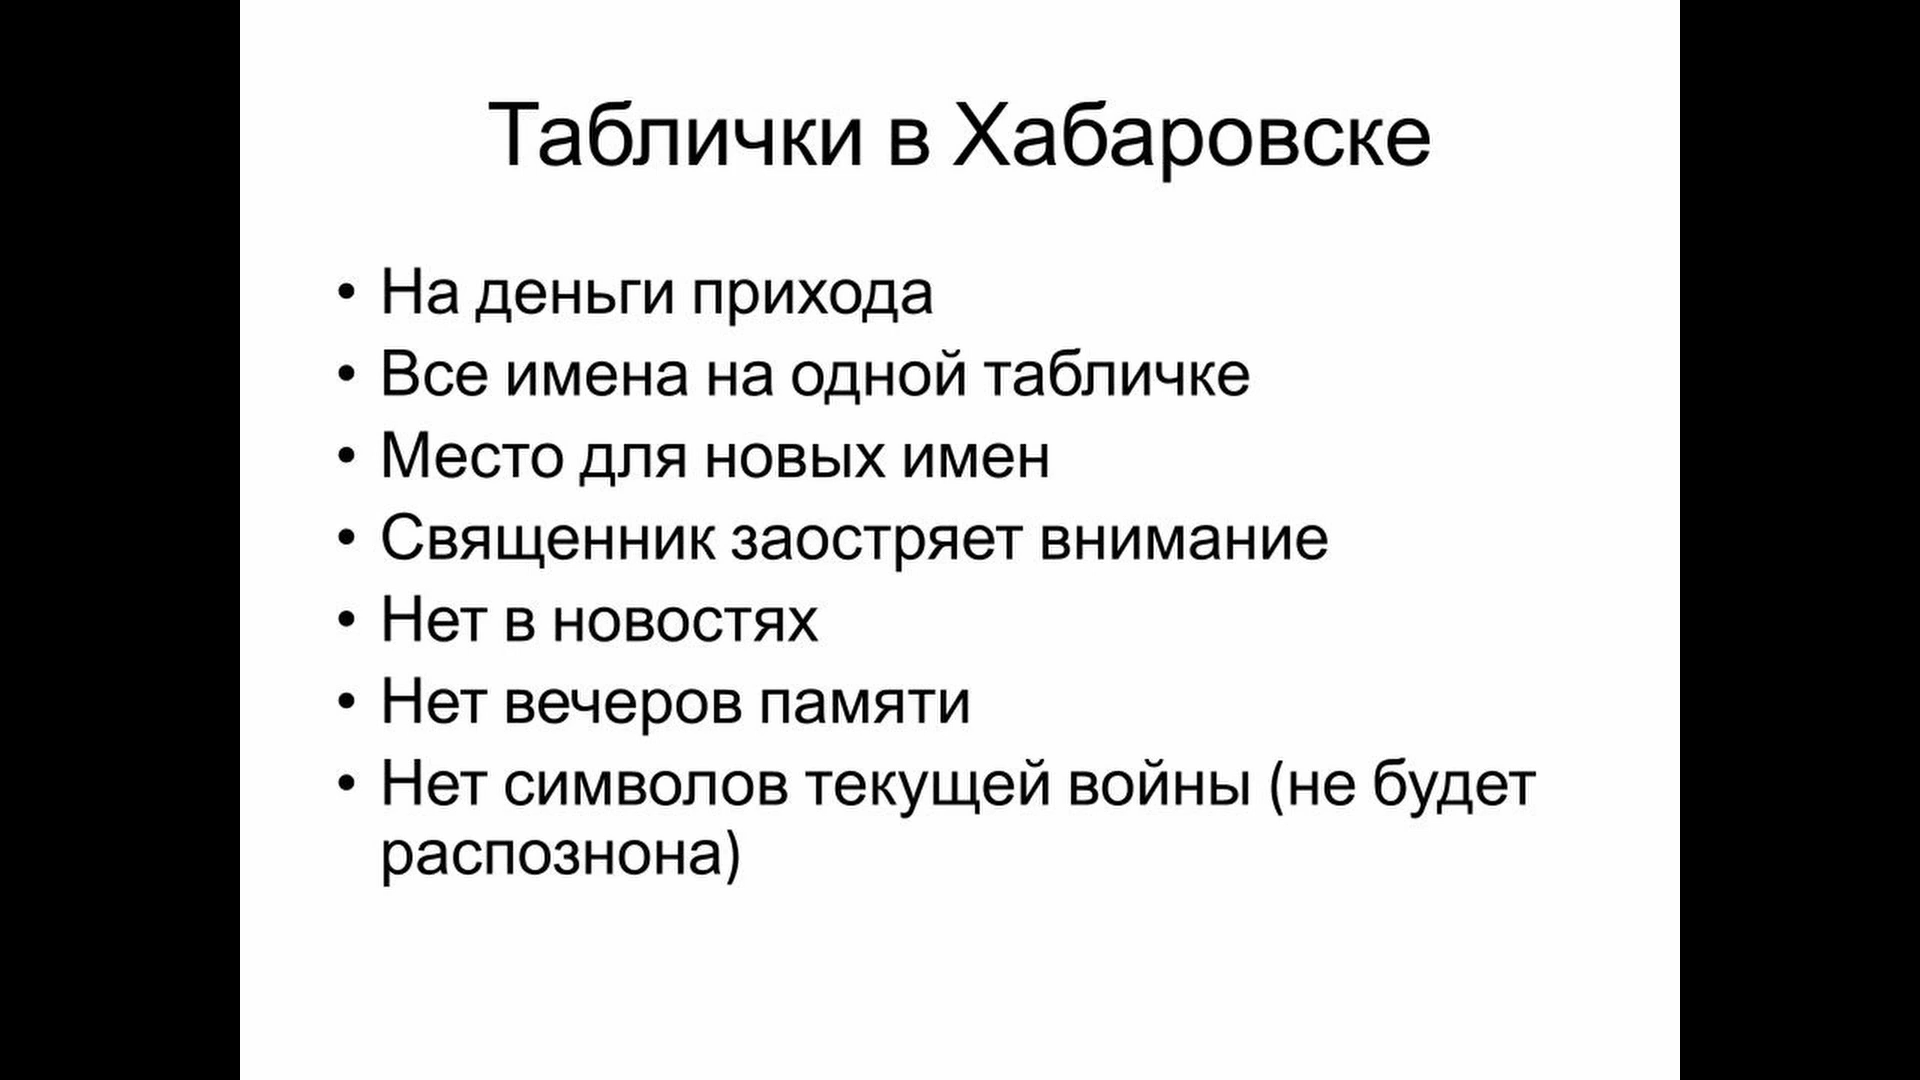 Таблички в Хабаровске
• На деньги прихода
• Все имена на одной табличке
• Место для новых имен
• Священник заостряет внимание
• Нет в новостях
• Нет вечеров памяти
• Нет символов текущей войны (не будет
распознона)